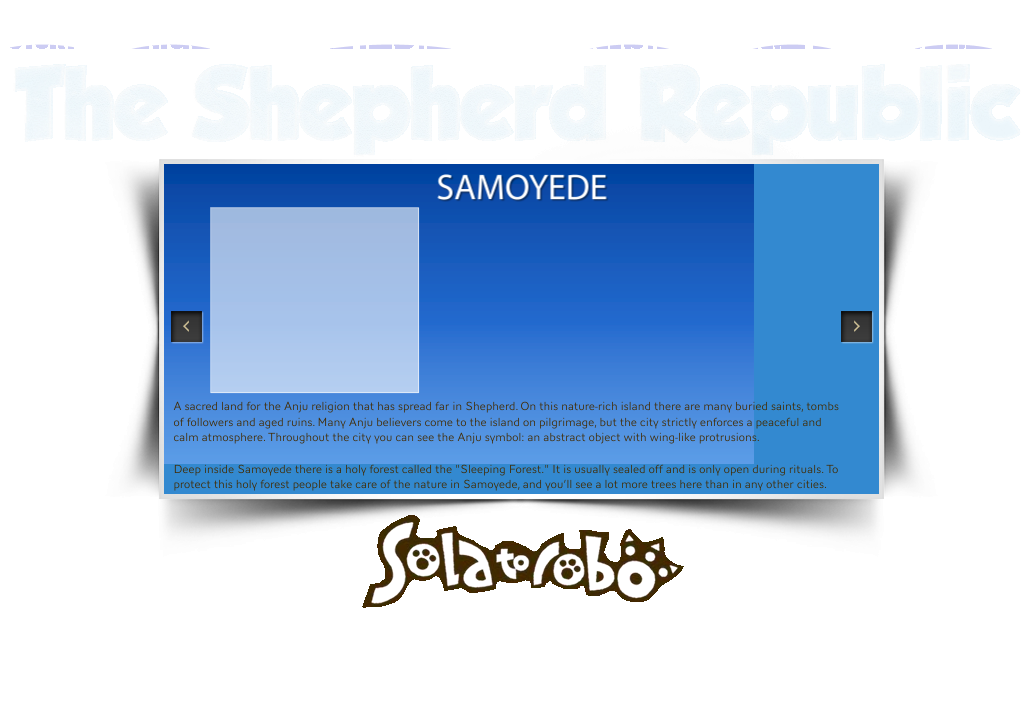 The Shepherd Republic
SAMOYEDE
A sacred land for the Anju religion that has spread far in Shepherd. On this nature-rich island there are many buried saints, tombs
of followers and aged ruins. Many Anju believers come to the island on pilgrimage, but the city strictly enforces a peaceful and
calm atmosphere. Throughout the city you can see the Anju symbol: an abstract object with wing-like protrusions.
Deep inside Samoyede there is a holy forest called the "Sleeping Forest." It is usually sealed off and is only open during rituals. To
protect this holy forest people take care of the nature in Samoyede, and you'll see a lot more trees here than in any other cities.
Solatorobo